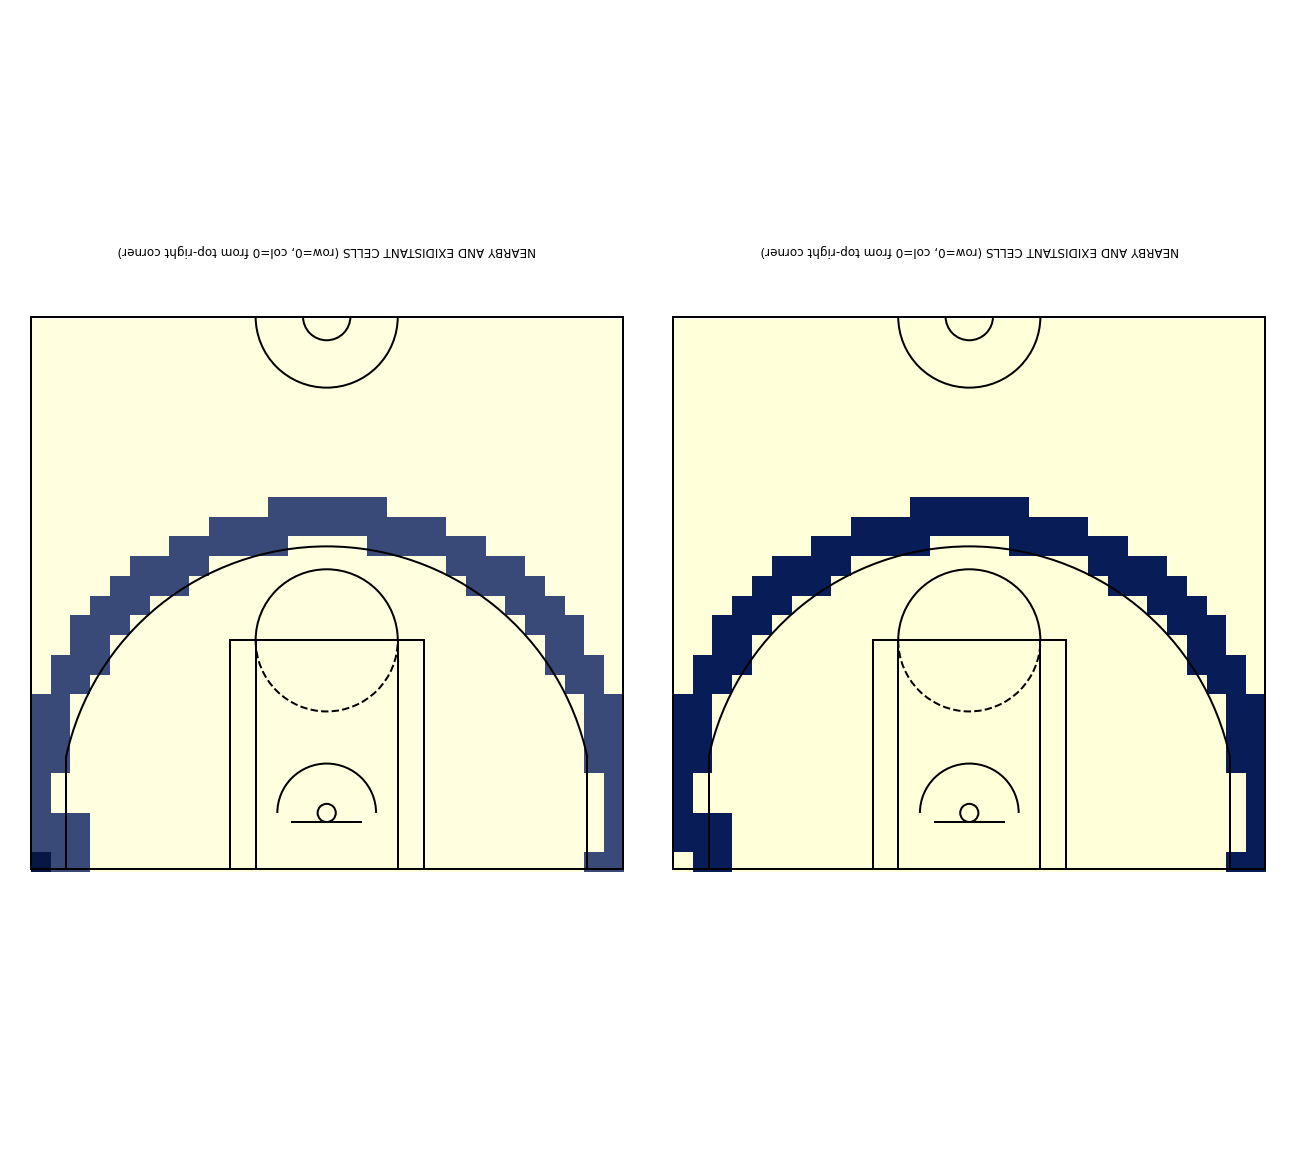 NEARBY AND EXIDISTANT CELLS (row=0, col=0 from top-right corner)
NEARBY AND EXIDISTANT CELLS (row=0, col=0 from top-right corner)